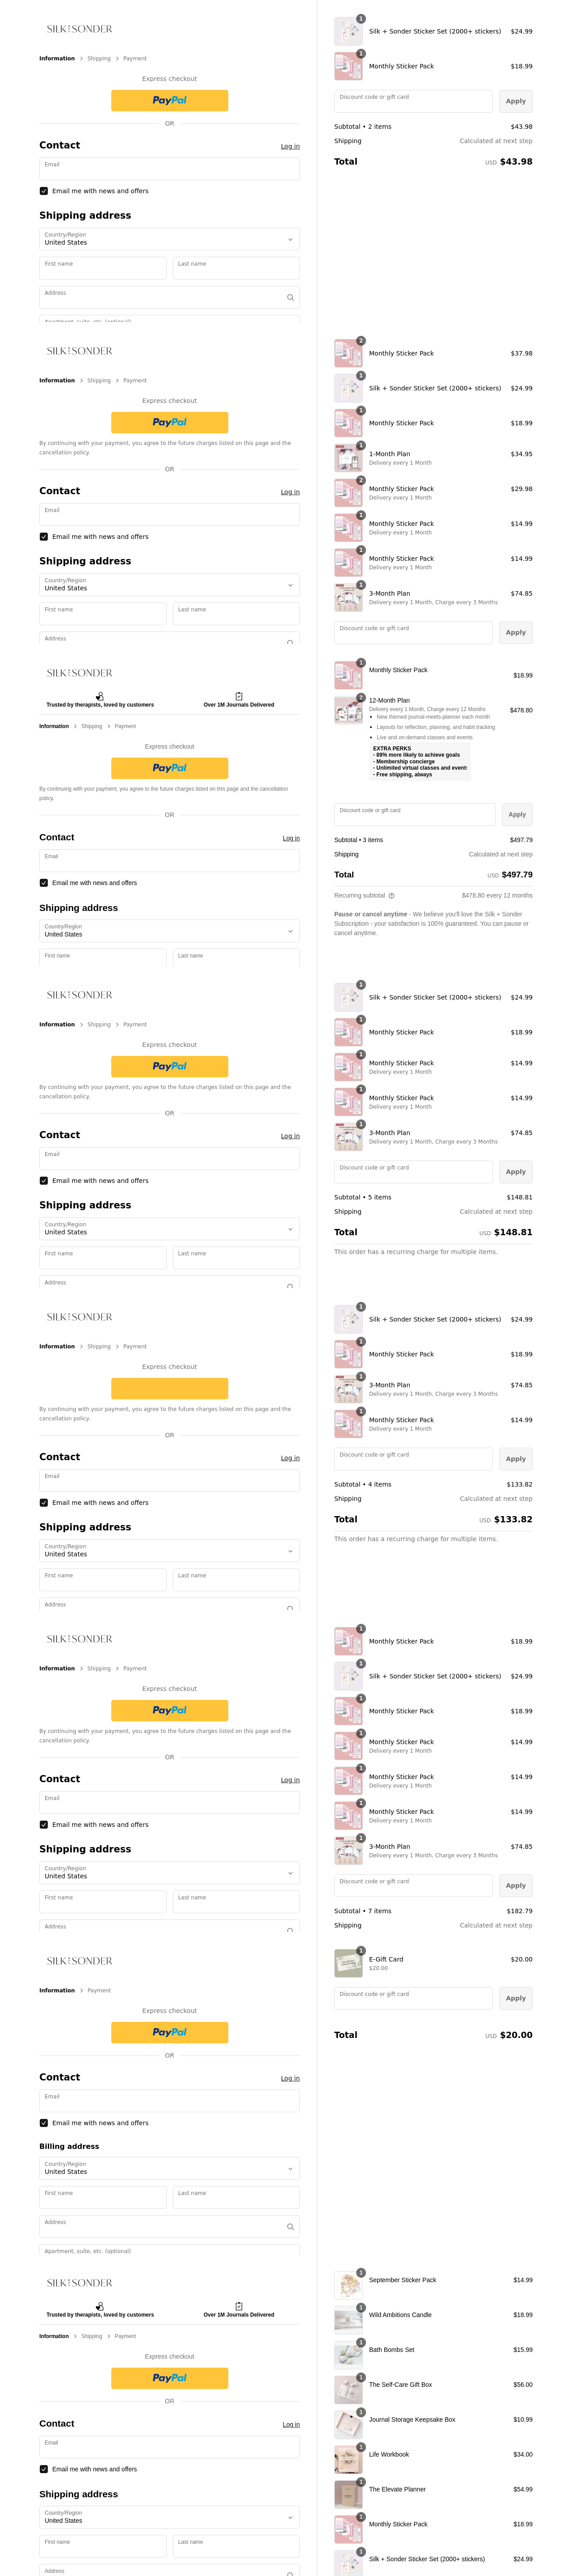 SILK+SONDER
Information > Shipping > Payment
Express checkout
PayPal
OR
Contact
Log in
Email
Email me with news and offers
Shipping address
Country/Region
United States
First name
Last name
Address
Apartment, suite, etc. (optional)
1
Silk + Sonder Sticker Set (2000+ stickers)
$24.99
1
Monthly Sticker Pack
$18.99
Discount code or gift card
Apply
Subtotal • 2 items
$43.98
Shipping
Calculated at next step
Total
USD $43.98
SILK+SONDER
Information > Shipping > Payment
Express checkout
PayPal
By continuing with your payment, you agree to the future charges listed on this page and the
cancellation policy.
OR
Contact
Log in
Email
Email me with news and offers
Shipping address
Country/Region
United States
First name
Last name
Address
2
Monthly Sticker Pack
$37.98
1
Silk + Sonder Sticker Set (2000+ stickers)
$24.99
1
Monthly Sticker Pack
$18.99
1
1-Month Plan
Delivery every 1 Month
$34.95
2
Monthly Sticker Pack
Delivery every 1 Month
$29.98
1
Monthly Sticker Pack
Delivery every 1 Month
$14.99
1
Monthly Sticker Pack
Delivery every 1 Month
$14.99
1
3-Month Plan
Delivery every 1 Month, Charge every 3 Months
$74.85
Discount code or gift card
Apply
SILK+SONDER
Trusted by therapists, loved by customers
Over 1M Journals Delivered
Information > Shipping > Payment
Express checkout
PayPal
By continuing with your payment, you agree to the future charges listed on this page and the cancellation
policy.
OR
Contact
Log in
Email
Email me with news and offers
Shipping address
Country/Region
United States
First name
Last name
1
Monthly Sticker Pack
$18.99
2
12-Month Plan
Delivery every 1 Month, Charge every 12 Months
$478.80
• New themed journal-meets-planner each month
• Layouts for reflection, planning, and habit tracking
• Live and on-demand classes and events
EXTRA PERKS
- 89% more likely to achieve goals
- Membership concierge
- Unlimited virtual classes and events
- Free shipping, always
Discount code or gift card
Apply
Subtotal • 3 items
$497.79
Shipping
Calculated at next step
Total
USD $497.79
Recurring subtotal
$478.80 every 12 months
Pause or cancel anytime - We believe you'll love the Silk + Sonder
Subscription - your satisfaction is 100% guaranteed. You can pause or
cancel anytime.
SILK+SONDER
Information > Shipping > Payment
Express checkout
PayPal
By continuing with your payment, you agree to the future charges listed on this page and the
cancellation policy.
OR
Contact
Log in
Email
Email me with news and offers
Shipping address
Country/Region
United States
First name
Last name
Address
1
Silk + Sonder Sticker Set (2000+ stickers)
$24.99
1
Monthly Sticker Pack
$18.99
1
Monthly Sticker Pack
Delivery every 1 Month
$14.99
1
Monthly Sticker Pack
Delivery every 1 Month
$14.99
1
3-Month Plan
Delivery every 1 Month, Charge every 3 Months
$74.85
Discount code or gift card
Apply
Subtotal • 5 items
$148.81
Shipping
Calculated at next step
Total
USD $148.81
This order has a recurring charge for multiple items.
SILK+SONDER
Information > Shipping > Payment
Express checkout
By continuing with your payment, you agree to the future charges listed on this page and the
cancellation policy.
OR
Contact
Log in
Email
Email me with news and offers
Shipping address
Country/Region
United States
First name
Last name
Address
1
Silk + Sonder Sticker Set (2000+ stickers)
$24.99
1
Monthly Sticker Pack
$18.99
1
3-Month Plan
Delivery every 1 Month, Charge every 3 Months
$74.85
1
Monthly Sticker Pack
Delivery every 1 Month
$14.99
Discount code or gift card
Apply
Subtotal • 4 items
$133.82
Shipping
Calculated at next step
Total
USD $133.82
This order has a recurring charge for multiple items.
SILK+SONDER
Information > Shipping > Payment
Express checkout
PayPal
By continuing with your payment, you agree to the future charges listed on this page and the
cancellation policy.
OR
Contact
Log in
Email
Email me with news and offers
Shipping address
Country/Region
United States
First name
Last name
Address
1
Monthly Sticker Pack
$18.99
1
Silk + Sonder Sticker Set (2000+ stickers)
$24.99
1
Monthly Sticker Pack
$18.99
1
Monthly Sticker Pack
Delivery every 1 Month
$14.99
1
Monthly Sticker Pack
Delivery every 1 Month
$14.99
1
Monthly Sticker Pack
Delivery every 1 Month
$14.99
1
3-Month Plan
Delivery every 1 Month, Charge every 3 Months
$74.85
Discount code or gift card
Apply
Subtotal • 7 items
$182.79
Shipping
Calculated at next step
SILK+SONDER
Information > Payment
Express checkout
PayPal
OR
Contact
Log in
Email
Email me with news and offers
Billing address
Country/Region
United States
First name
Last name
Address
Apartment, suite, etc. (optional)
1
E-Gift Card
$20.00
$20.00
Discount code or gift card
Apply
Total
USD $20.00
SILK+SONDER
Trusted by therapists, loved by customers
Over 1M Journals Delivered
Information > Shipping > Payment
Express checkout
PayPal
OR
Contact
Log in
Email
Email me with news and offers
Shipping address
Country/Region
United States
First name
Last name
Address
1
September Sticker Pack
$14.99
1
Wild Ambitions Candle
$18.99
1
Bath Bombs Set
$15.99
1
The Self-Care Gift Box
$56.00
1
Journal Storage Keepsake Box
$10.99
1
Life Workbook
$34.00
1
The Elevate Planner
$54.99
1
Monthly Sticker Pack
$18.99
1
Silk + Sonder Sticker Set (2000+ stickers)
$24.99